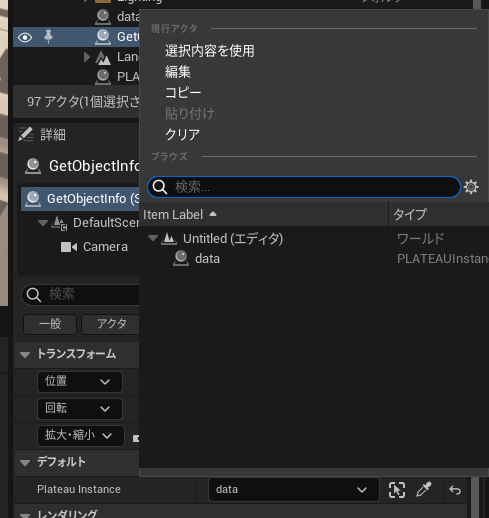 Lighting
data
Get
Lan
PLA
97 アクタ(1個選択さ
詳細
GetObjectInfo
GetObjectInfo (S
DefaultScen
Camera
検索
一般
アクタ
トランスフォーム
位置
回転
拡大・縮小
デフォルト
Plateau Instance
data
レンダリング
現行アクタ
選択内容を使用
編集
コピー
貼り付け
クリア
ブラウズ
検索...
Item Label
タイプ
Untitled (エディタ)
ワールド
data
PLATEAUInstan